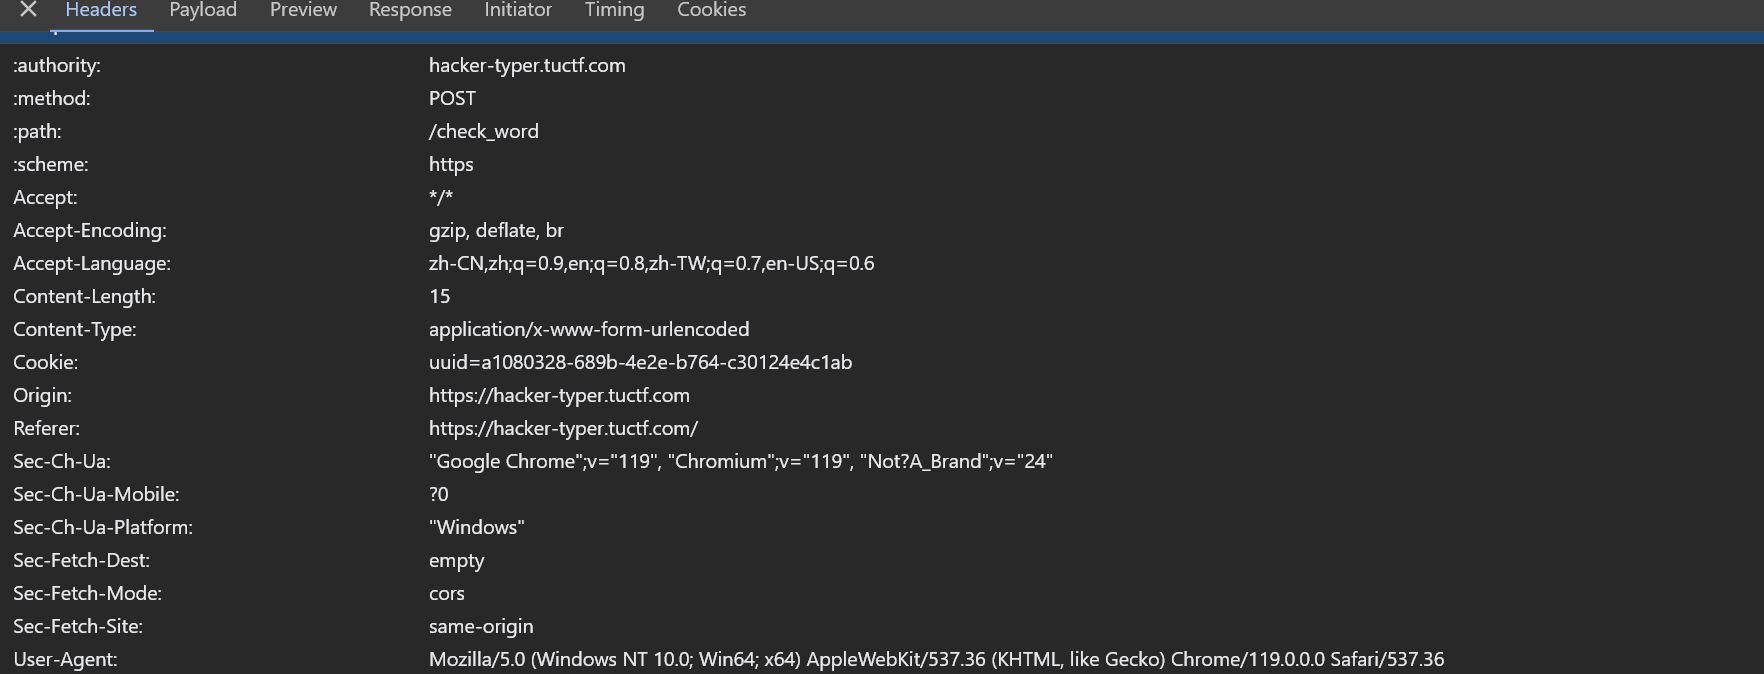 Headers Payload Preview Response Initiator Timing Cookies
:authority: hacker-typer.tuctf.com
:method: POST
:path: /check_word
:scheme: https
Accept: */*
Accept-Encoding: gzip, deflate, br
Accept-Language: zh-CN,zh;q=0.9,en;q=0.8,zh-TW;q=0.7,en-US;q=0.6
Content-Length: 15
Content-Type: application/x-www-form-urlencoded
Cookie: uuid=a1080328-689b-4e2e-b764-c30124e4c1ab
Origin: https://hacker-typer.tuctf.com
Referer: https://hacker-typer.tuctf.com/
Sec-Ch-Ua: "Google Chrome";v="119", "Chromium";v="119", "Not?A_Brand";v="24"
Sec-Ch-Ua-Mobile: ?0
Sec-Ch-Ua-Platform: "Windows"
Sec-Fetch-Dest: empty
Sec-Fetch-Mode: cors
Sec-Fetch-Site: same-origin
User-Agent: Mozilla/5.0 (Windows NT 10.0; Win64; x64) AppleWebKit/537.36 (KHTML, like Gecko) Chrome/119.0.0.0 Safari/537.36